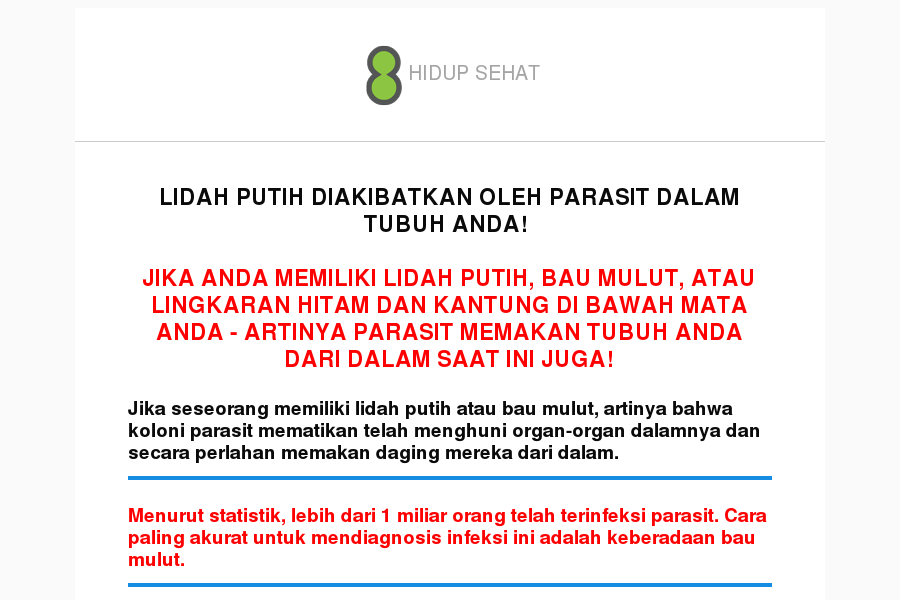 HIDUP SEHAT
LIDAH PUTIH DIAKIBATKAN OLEH PARASIT DALAM
TUBUH ANDA!
JIKA ANDA MEMILIKI LIDAH PUTIH, BAU MULUT, ATAU
LINGKARAN HITAM DAN KANTUNG DI BAWAH MATA
ANDA - ARTINYA PARASIT MEMAKAN TUBUH ANDA
DARI DALAM SAAT INI JUGA!
Jika seseorang memiliki lidah putih atau bau mulut, artinya bahwa
koloni parasit mematikan telah menghuni organ-organ dalamnya dan
secara perlahan memakan daging mereka dari dalam.
Menurut statistik, lebih dari 1 miliar orang telah terinfeksi parasit. Cara
paling akurat untuk mendiagnosis infeksi ini adalah keberadaan bau
mulut.